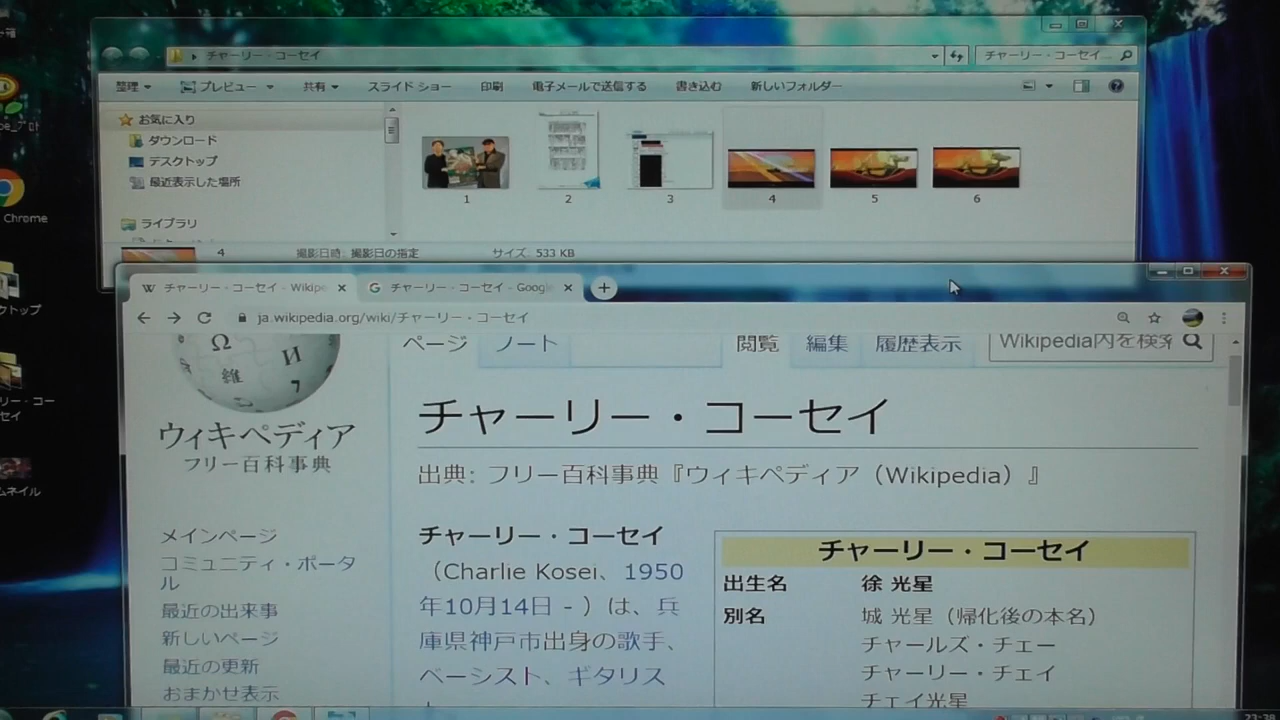 チャーリー・コーセイ
チャーリー・コーセイ...
整理 プレビュー 共有 スライド ショー 印刷 電子メールで送信する 書き込む 新しいフォルダー
お気に入り
ダウンロード
デスクトップ
最近表示した場所
ライブラリ
1 2 3 4 5 6
4 撮影日時: 撮影日の指定 サイズ: 533 KB
Chrome
W チャーリー・コーセイ - Wikipe
G チャーリー・コーセイ - Google
ja.wikipedia.org/wiki/チャーリー・コーセイ
ページ ノート 閲覧 編集 履歴表示 Wikipedia内を検索
Ω
И
維
7
ウィキペディア
フリー百科事典
メインページ
コミュニティ・ポータ
ル
最近の出来事
新しいページ
最近の更新
おまかせ表示
チャーリー・コーセイ
出典: フリー百科事典『ウィキペディア（Wikipedia）』
チャーリー・コーセイ
（Charlie Kosei、1950
年10月14日 - ）は、兵
庫県神戸市出身の歌手、
ベーシスト、ギタリス
チャーリー・コーセイ
出生名 徐 光星
別名 城 光星（帰化後の本名）
チャールズ・チェー
チャーリー・チェイ
チェイ光星